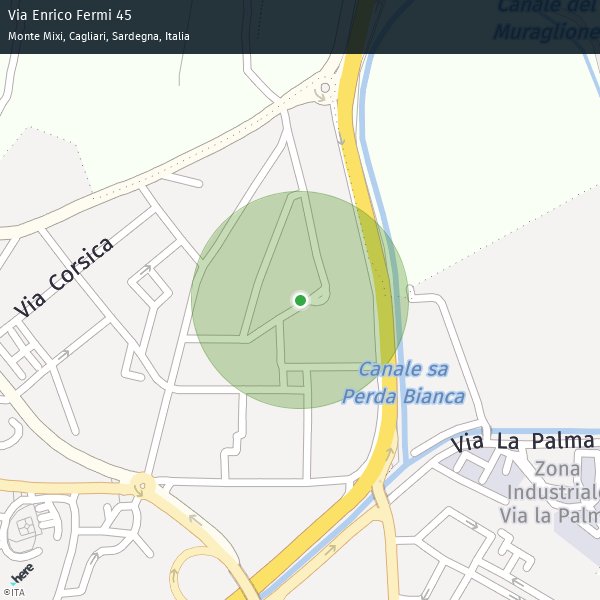 Via Enrico Fermi 45
Monte Mixi, Cagliari, Sardegna, Italia
Canale del
Muraglione
Via Corsica
Canale sa
Perda Bianca
Via La Palma
Zona
Industriale
Via la Palm
here
©ITA